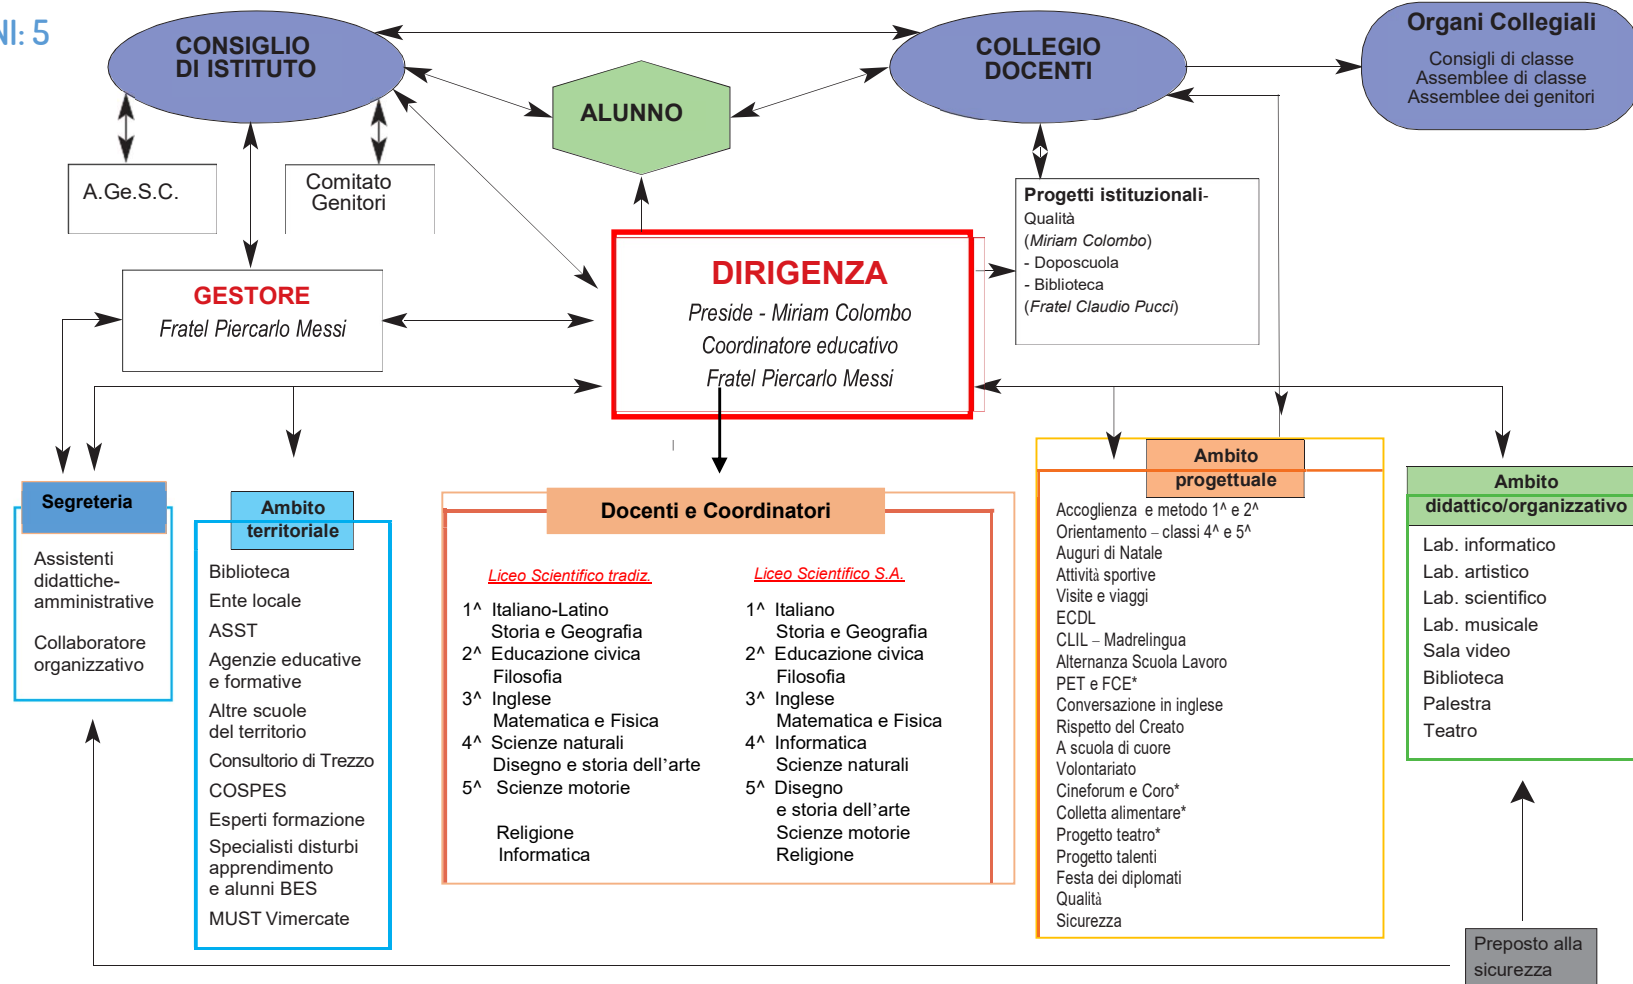 NI: 5
CONSIGLIO
DI ISTITUTO
COLLEGIO
DOCENTI
Organi Collegiali
Consigli di classe
Assemblee di classe
Assemblee dei genitori
ALUNNO
A.Ge.S.C.
Comitato
Genitori
Progetti istituzionali-
Qualità
(Miriam Colombo)
- Doposcuola
- Biblioteca
(Fratel Claudio Pucci)
GESTORE
Fratel Piercarlo Messi
DIRIGENZA
Preside - Miriam Colombo
Coordinatore educativo
Fratel Piercarlo Messi
Segreteria
Assistenti
didattiche-
amministrative
Collaboratore
organizzativo
Ambito
territoriale
Biblioteca
Ente locale
ASST
Agenzie educative
e formative
Altre scuole
del territorio
Consultorio di Trezzo
COSPES
Esperti formazione
Specialisti disturbi
apprendimento
e alunni BES
MUST Vimercate
Docenti e Coordinatori
Liceo Scientifico tradiz.
1^ Italiano-Latino
Storia e Geografia
2^ Educazione civica
Filosofia
3^ Inglese
Matematica e Fisica
4^ Scienze naturali
Disegno e storia dell'arte
5^ Scienze motorie
Religione
Informatica
Liceo Scientifico S.A.
1^ Italiano
Storia e Geografia
2^ Educazione civica
Filosofia
3^ Inglese
Matematica e Fisica
4^ Informatica
Scienze naturali
5^ Disegno
e storia dell'arte
Scienze motorie
Religione
Ambito
progettuale
Accoglienza e metodo 1^ e 2^
Orientamento – classi 4^ e 5^
Auguri di Natale
Attività sportive
Visite e viaggi
ECDL
CLIL – Madrelingua
Alternanza Scuola Lavoro
PET e FCE*
Conversazione in inglese
Rispetto del Creato
A scuola di cuore
Volontariato
Cineforum e Coro*
Colletta alimentare*
Progetto teatro*
Progetto talenti
Festa dei diplomati
Qualità
Sicurezza
Ambito
didattico/organizzativo
Lab. informatico
Lab. artistico
Lab. scientifico
Lab. musicale
Sala video
Biblioteca
Palestra
Teatro
Preposto alla
sicurezza